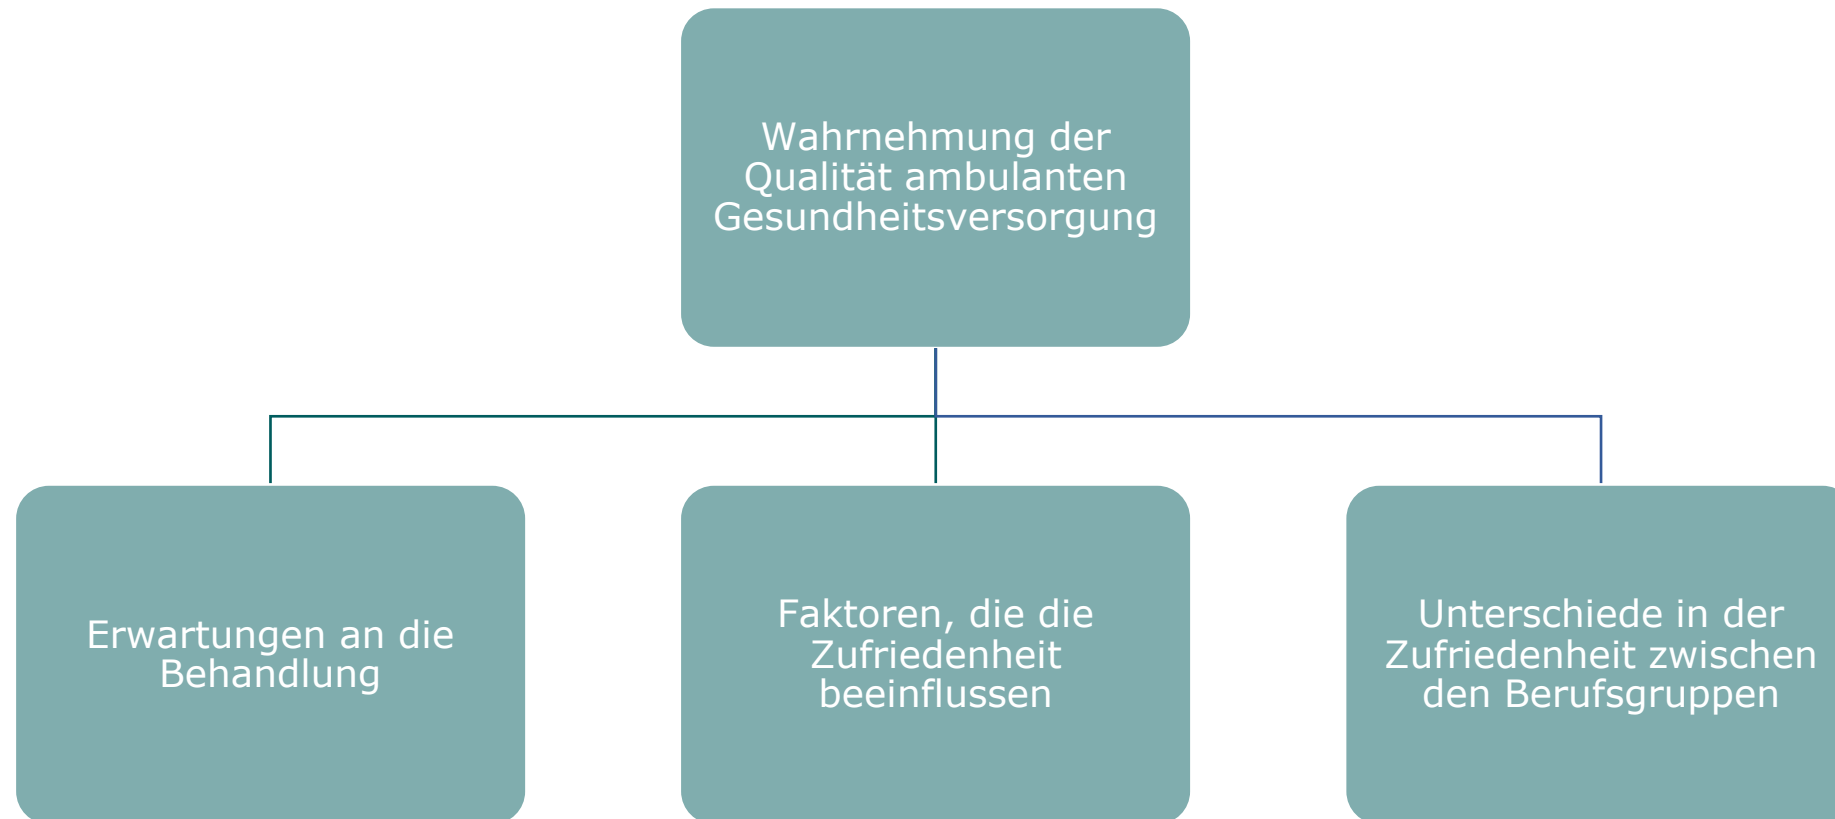 Wahrnehmung der
Qualität ambulanten
Gesundheitsversorgung
Erwartungen an die
Behandlung
Faktoren, die die
Zufriedenheit
beeinflussen
Unterschiede in der
Zufriedenheit zwischen
den Berufsgruppen